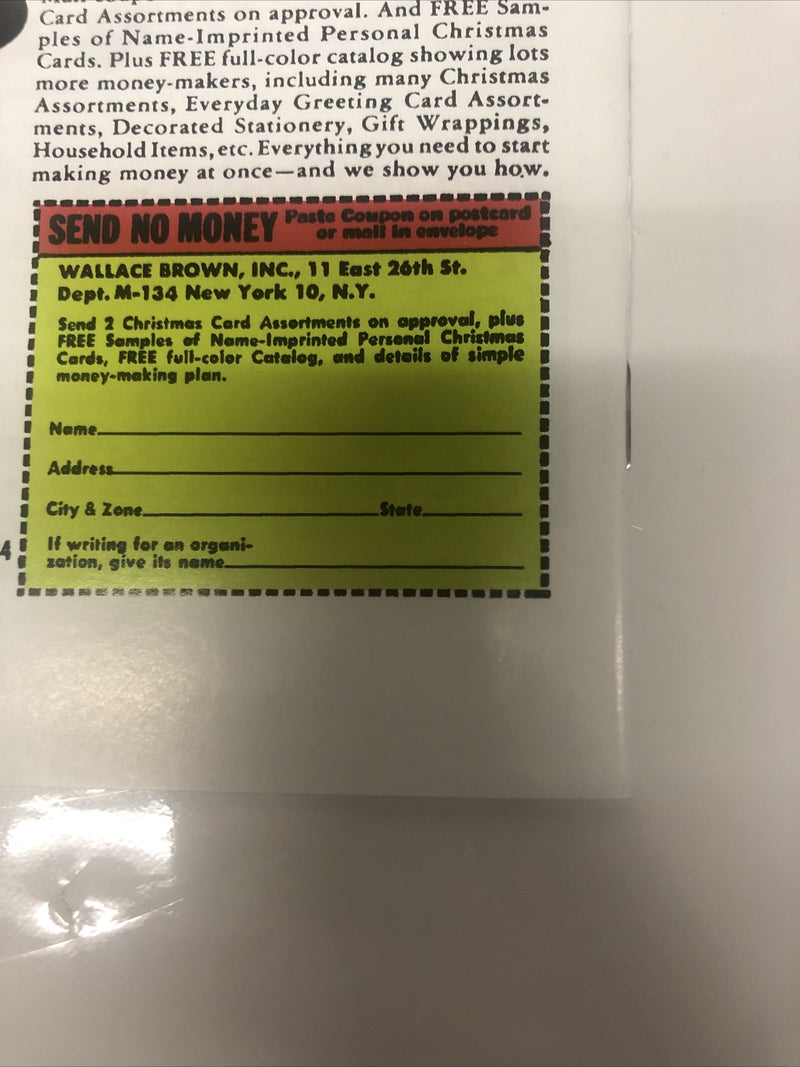 Card Assortments on approval. And FREE Sam-
ples of Name-Imprinted Personal Christmas
Cards. Plus FREE full-color catalog showing lots
more money-makers, including many Christmas
Assortments, Everyday Greeting Card Assort-
ments, Decorated Stationery, Gift Wrappings,
Household Items, etc. Everything you need to start
making money at once—and we show you how.
SEND NO MONEY Paste Coupon on postcard
or mail in envelope
WALLACE BROWN, INC., 11 East 26th St.
Dept. M-134 New York 10, N.Y.
Send 2 Christmas Card Assortments on approval, plus
FREE Samples of Name-Imprinted Personal Christmas
Cards, FREE full-color Catalog, and details of simple
money-making plan.
Name
Address
City & Zone State
If writing for an organi-
zation, give its name
4